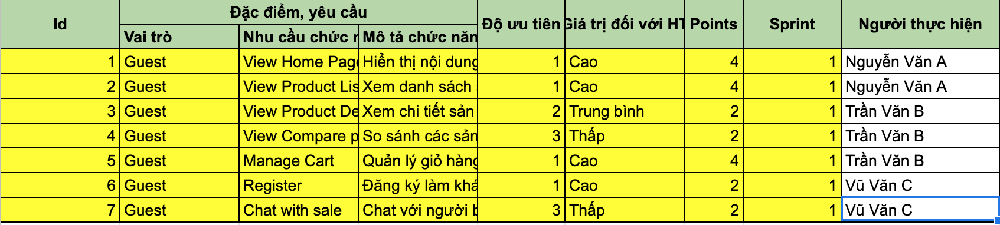 Id Đặc điểm, yêu cầu Độ ưu tiên Giá trị đối với HT Points Sprint Người thực hiện
Vai trò Nhu cầu chức Mô tả chức năn
1 Guest View Home Page Hiển thị nội dung 1 Cao 4 1 Nguyễn Văn A
2 Guest View Product Lis Xem danh sách 1 Cao 4 1 Nguyễn Văn A
3 Guest View Product De Xem chi tiết sản 2 Trung bình 2 1 Trần Văn B
4 Guest View Compare p So sánh các sản 3 Thấp 2 1 Trần Văn B
5 Guest Manage Cart Quản lý giỏ hàng 1 Cao 4 1 Trần Văn B
6 Guest Register Đăng ký làm khá 1 Cao 2 1 Vũ Văn C
7 Guest Chat with sale Chat với người b 3 Thấp 2 1 Vũ Văn C